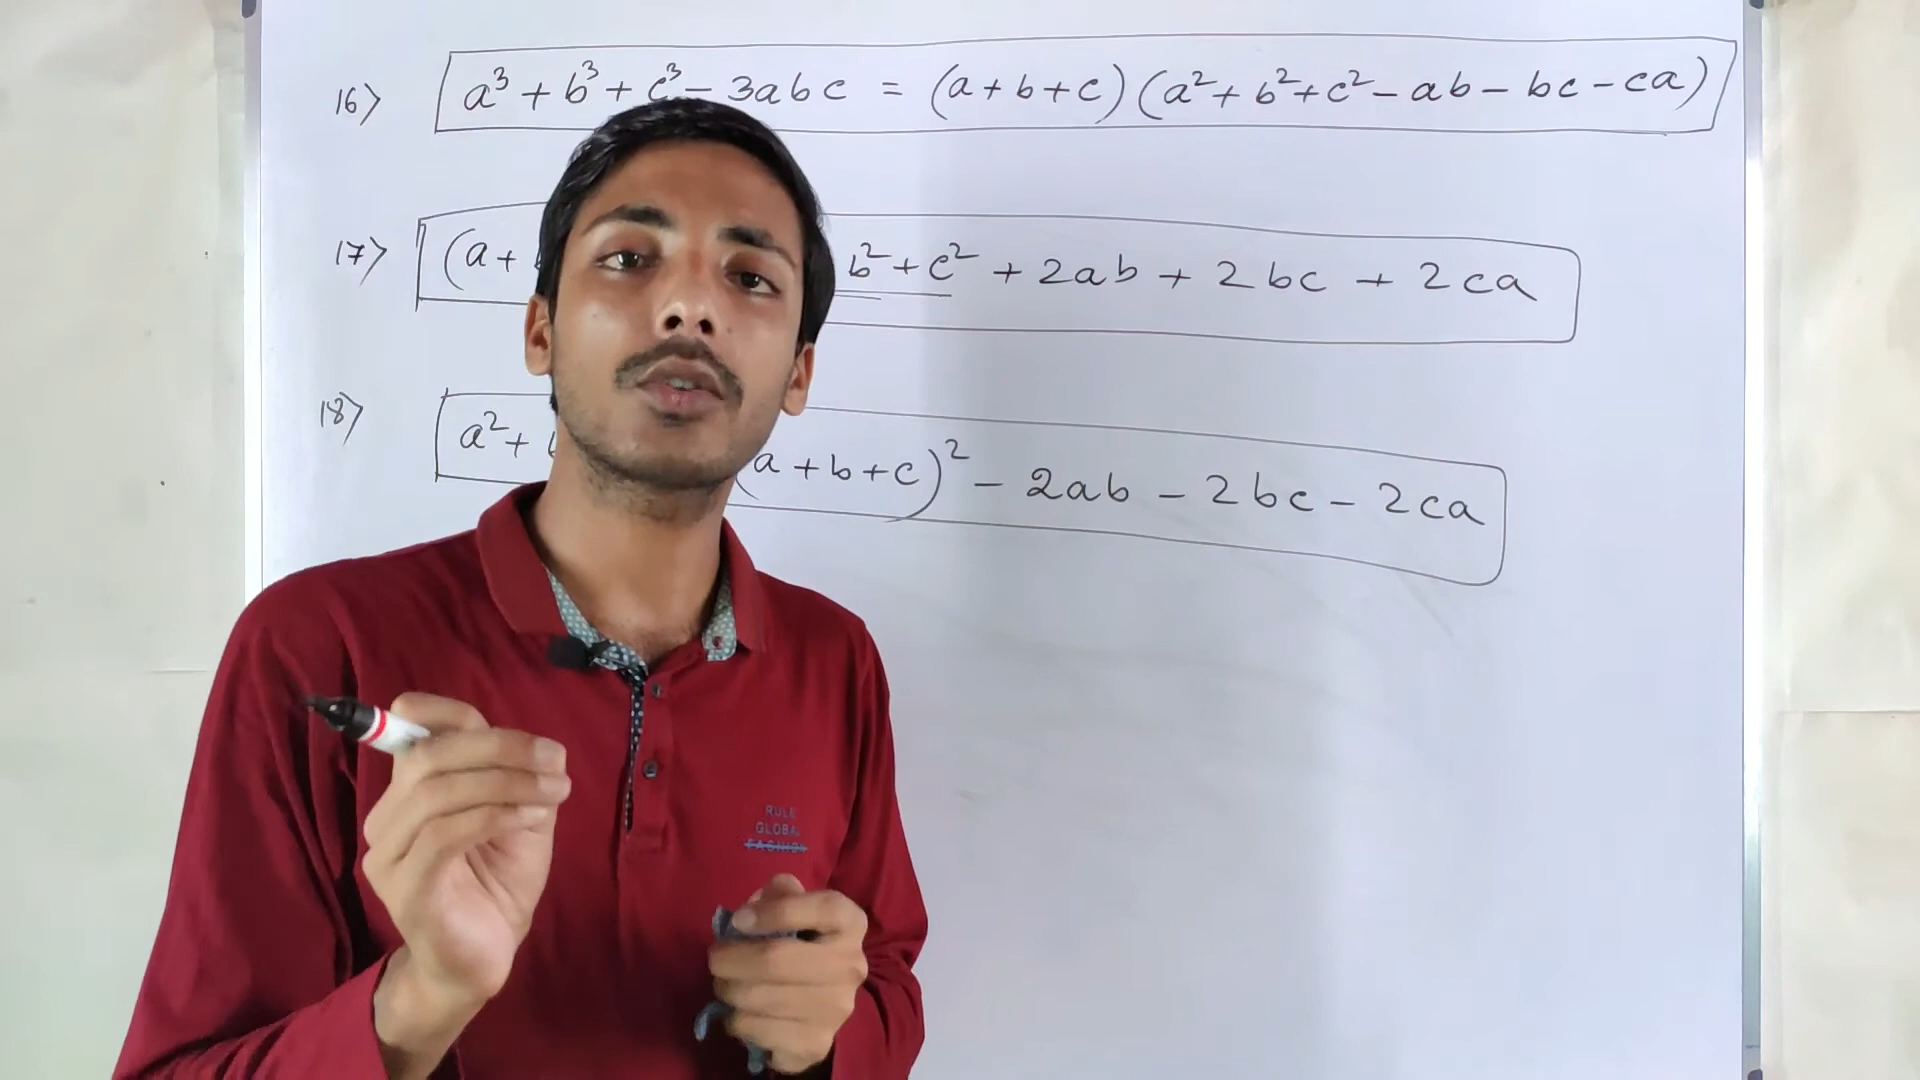 16) a³ + b³ + c³ - 3abc = (a+b+c) (a² + b² + c² - ab - bc - ca)
17) (a + b² + c² + 2ab + 2bc + 2ca
18) a² + (a + b + c)² - 2ab - 2bc - 2ca
RULE
GLOBAL
FASHION